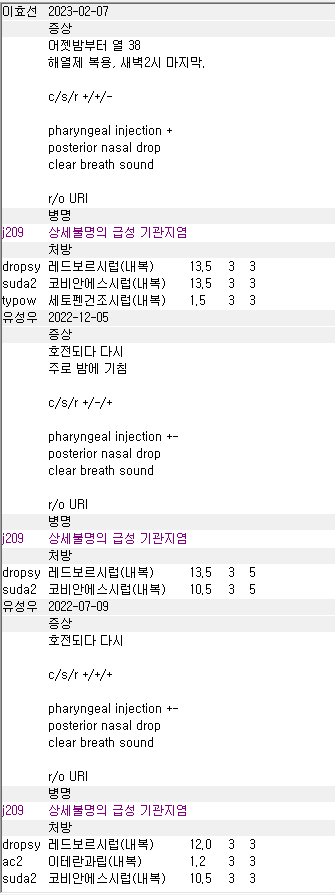 이효선 2023-02-07
증상
어젯밤부터 열 38
해열제 복용, 새벽2시 마지막.
c/s/r +/+/-
pharyngeal injection +
posterior nasal drop
clear breath sound
r/o URI
병명
j209 상세불명의 급성 기관지염
처방
dropsy 레드보르시럽(내복) 13.5 3 3
suda2 코비안에스시럽(내복) 13.5 3 3
typow 세토펜건조시럽(내복) 1.5 3 3
유성우 2022-12-05
증상
호전되다 다시
주로 밤에 기침
c/s/r +/-/+
pharyngeal injection +-
posterior nasal drop
clear breath sound
r/o URI
병명
j209 상세불명의 급성 기관지염
처방
dropsy 레드보르시럽(내복) 13.5 3 5
suda2 코비안에스시럽(내복) 10.5 3 5
유성우 2022-07-09
증상
호전되다 다시
c/s/r +/+/+
pharyngeal injection +-
posterior nasal drop
clear breath sound
r/o URI
병명
j209 상세불명의 급성 기관지염
처방
dropsy 레드보르시럽(내복) 12.0 3 3
ac2 이테란과립(내복) 1.2 3 3
suda2 코비안에스시럽(내복) 10.5 3 3